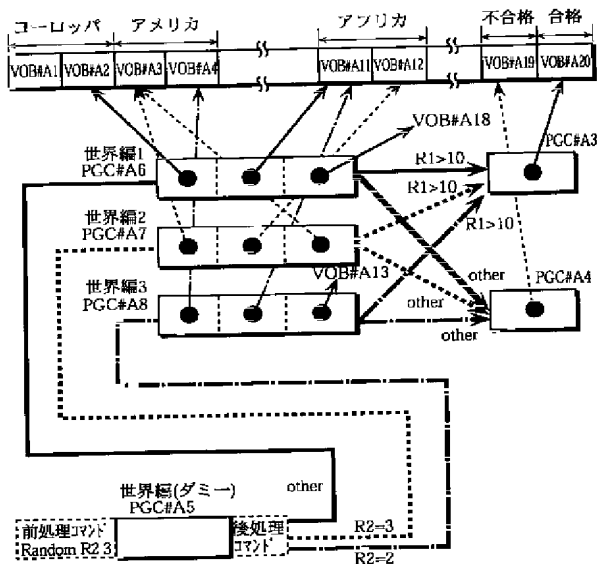 ヨーロッパ アメリカ アフリカ 不合格 合格
VOB#A1 VOB#A2 VOB#A3 VOB#A4 VOB#A11 VOB#A12 VOB#A19 VOB#A20
VOB#A18
PGC#A3
世界編1
PGC#A6
R1>10
R1>10
世界編2
PGC#A7
R1>10
VOB#A13
other
PGC#A4
世界編3
PGC#A8
other
other
世界編(ダミー)
PGC#A5
other
前処理コマンド
Random R2 3
後処理
コマンド
R2=3
R2=2